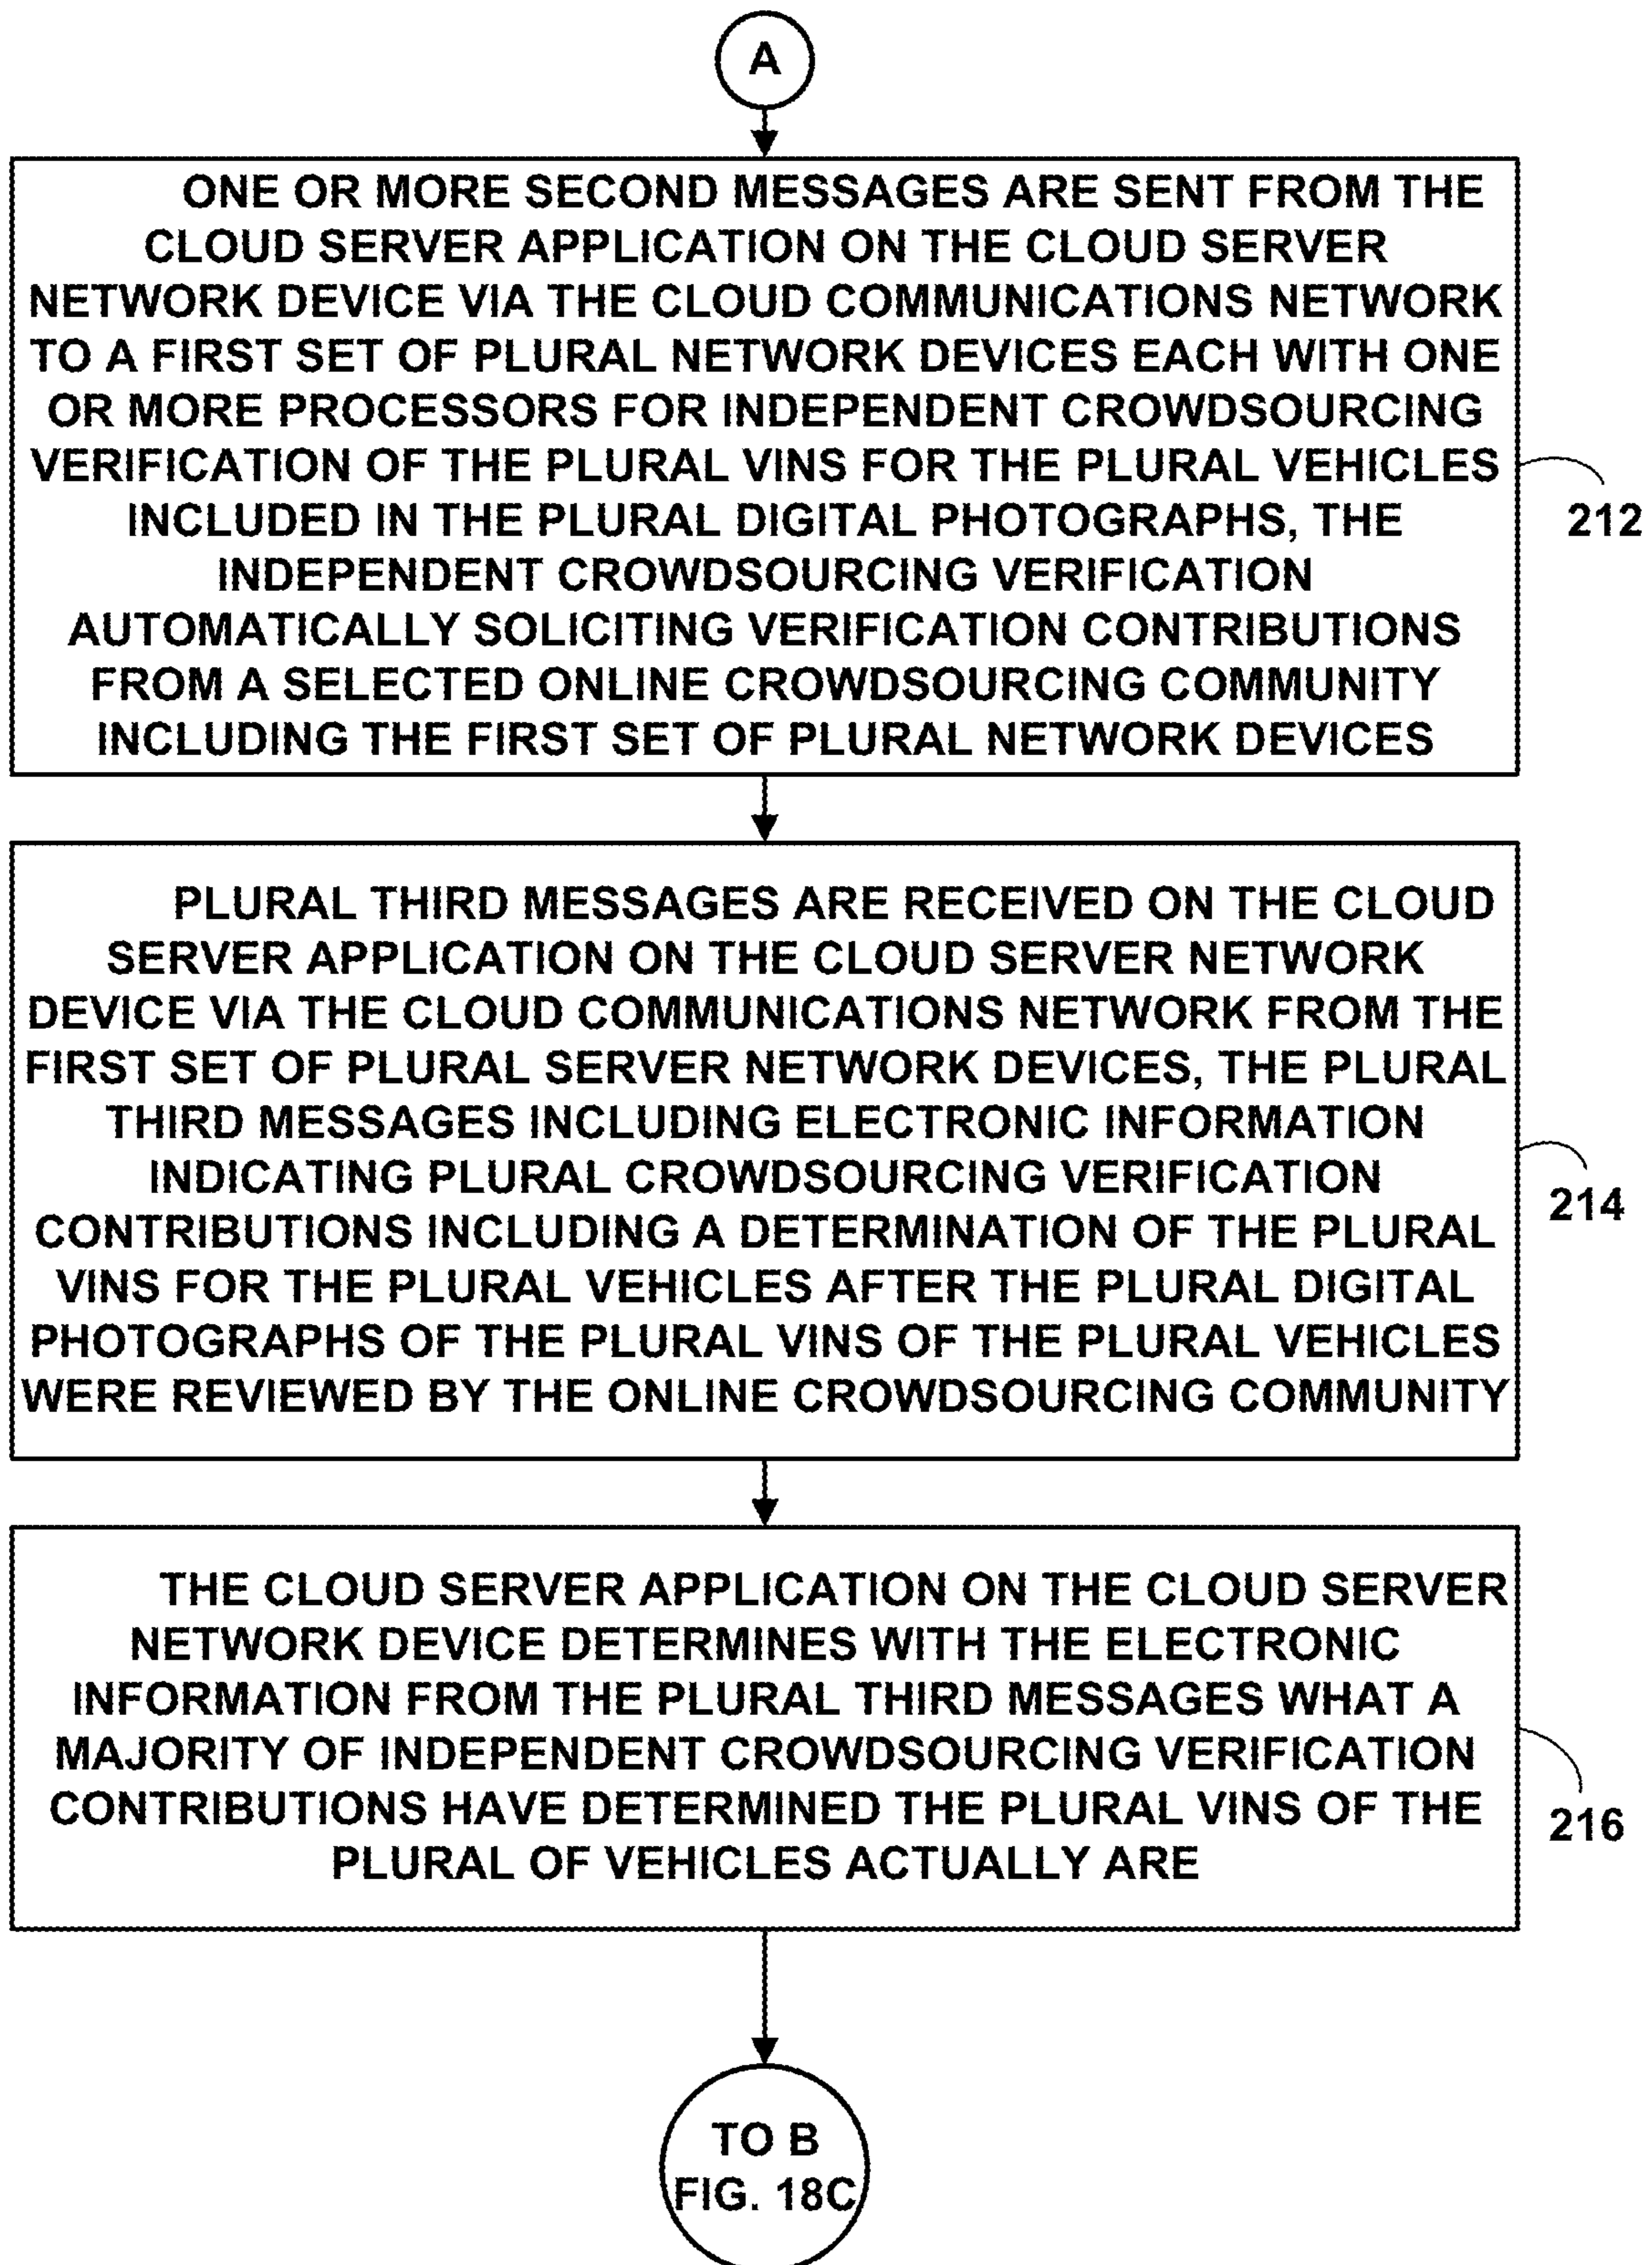 A
ONE OR MORE SECOND MESSAGES ARE SENT FROM THE
CLOUD SERVER APPLICATION ON THE CLOUD SERVER
NETWORK DEVICE VIA THE CLOUD COMMUNICATIONS NETWORK
TO A FIRST SET OF PLURAL NETWORK DEVICES EACH WITH ONE
OR MORE PROCESSORS FOR INDEPENDENT CROWDSOURCING
VERIFICATION OF THE PLURAL VINS FOR THE PLURAL VEHICLES
INCLUDED IN THE PLURAL DIGITAL PHOTOGRAPHS, THE
INDEPENDENT CROWDSOURCING VERIFICATION
AUTOMATICALLY SOLICITING VERIFICATION CONTRIBUTIONS
FROM A SELECTED ONLINE CROWDSOURCING COMMUNITY
INCLUDING THE FIRST SET OF PLURAL NETWORK DEVICES
212
PLURAL THIRD MESSAGES ARE RECEIVED ON THE CLOUD
SERVER APPLICATION ON THE CLOUD SERVER NETWORK
DEVICE VIA THE CLOUD COMMUNICATIONS NETWORK FROM THE
FIRST SET OF PLURAL SERVER NETWORK DEVICES, THE PLURAL
THIRD MESSAGES INCLUDING ELECTRONIC INFORMATION
INDICATING PLURAL CROWDSOURCING VERIFICATION
CONTRIBUTIONS INCLUDING A DETERMINATION OF THE PLURAL
VINS FOR THE PLURAL VEHICLES AFTER THE PLURAL DIGITAL
PHOTOGRAPHS OF THE PLURAL VINS OF THE PLURAL VEHICLES
WERE REVIEWED BY THE ONLINE CROWDSOURCING COMMUNITY
214
THE CLOUD SERVER APPLICATION ON THE CLOUD SERVER
NETWORK DEVICE DETERMINES WITH THE ELECTRONIC
INFORMATION FROM THE PLURAL THIRD MESSAGES WHAT A
MAJORITY OF INDEPENDENT CROWDSOURCING VERIFICATION
CONTRIBUTIONS HAVE DETERMINED THE PLURAL VINS OF THE
PLURAL OF VEHICLES ACTUALLY ARE
216
TO B
FIG. 18C